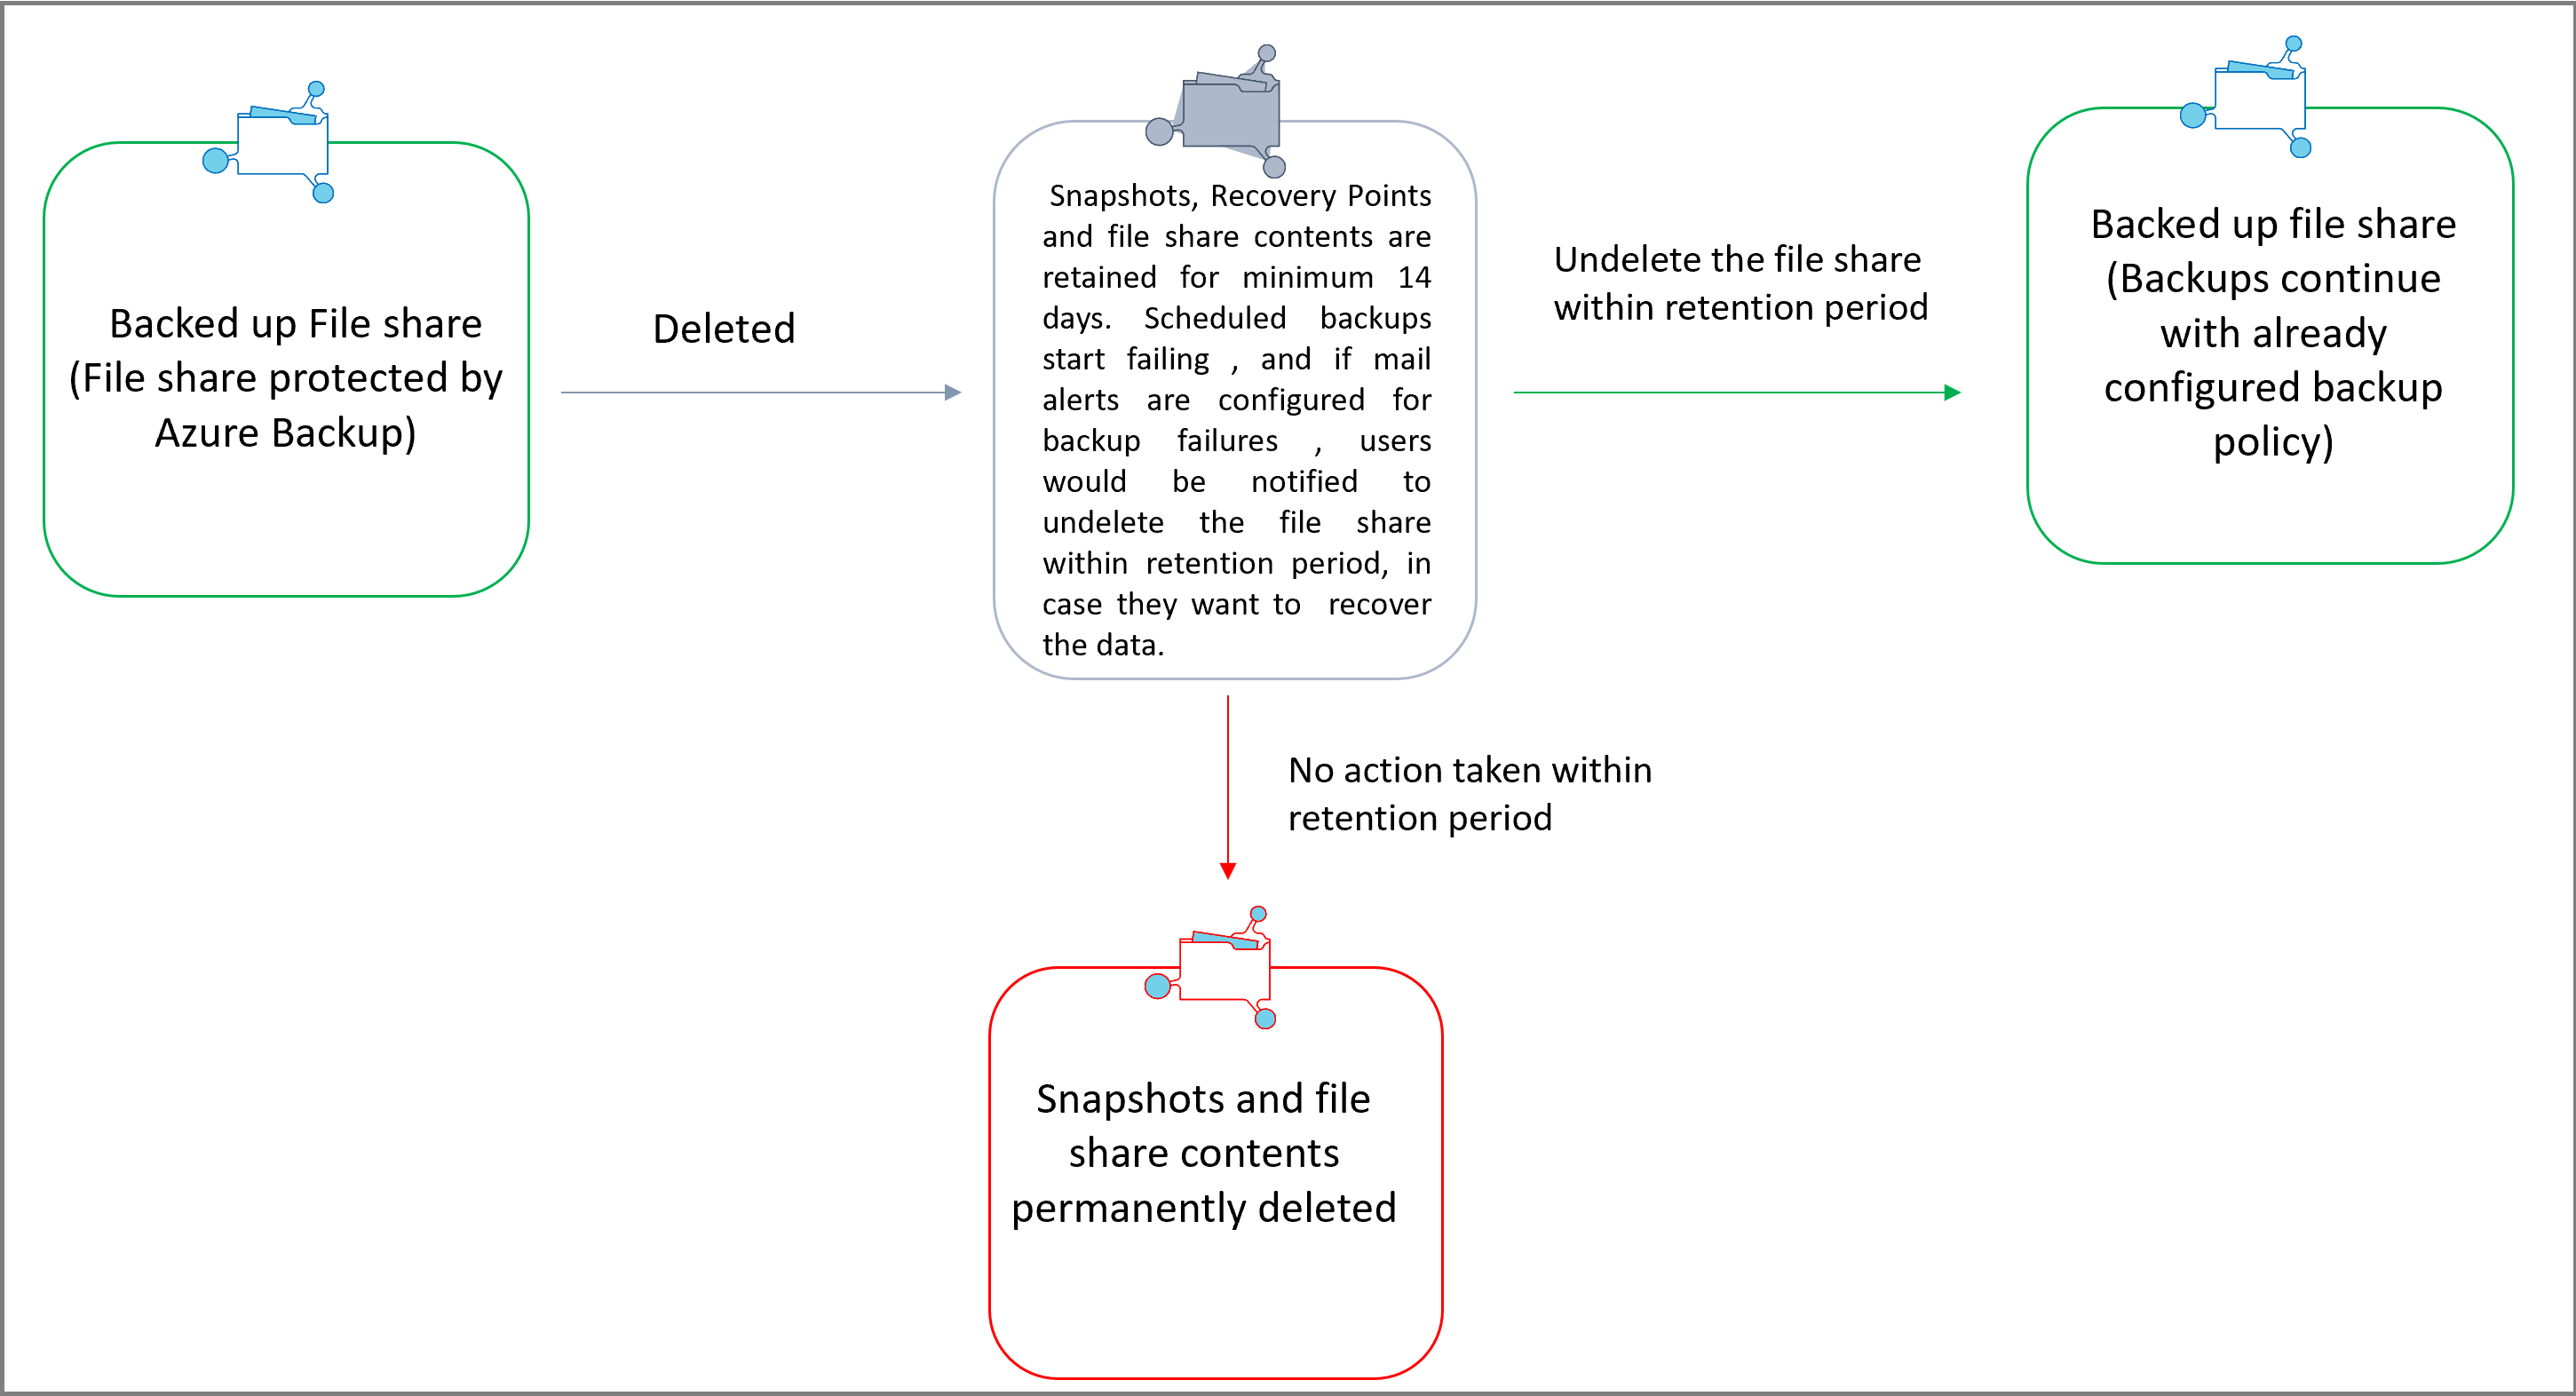 Backed up File share
(File share protected by
Azure Backup)
Deleted
Snapshots, Recovery Points
and file share contents are
retained for minimum 14
days. Scheduled backups
start failing , and if mail
alerts are configured for
backup failures , users
would be notified to
undelete the file share
within retention period, in
case they want to recover
the data.
Undelete the file share
within retention period
Backed up file share
(Backups continue
with already
configured backup
policy)
No action taken within
retention period
Snapshots and file
share contents
permanently deleted